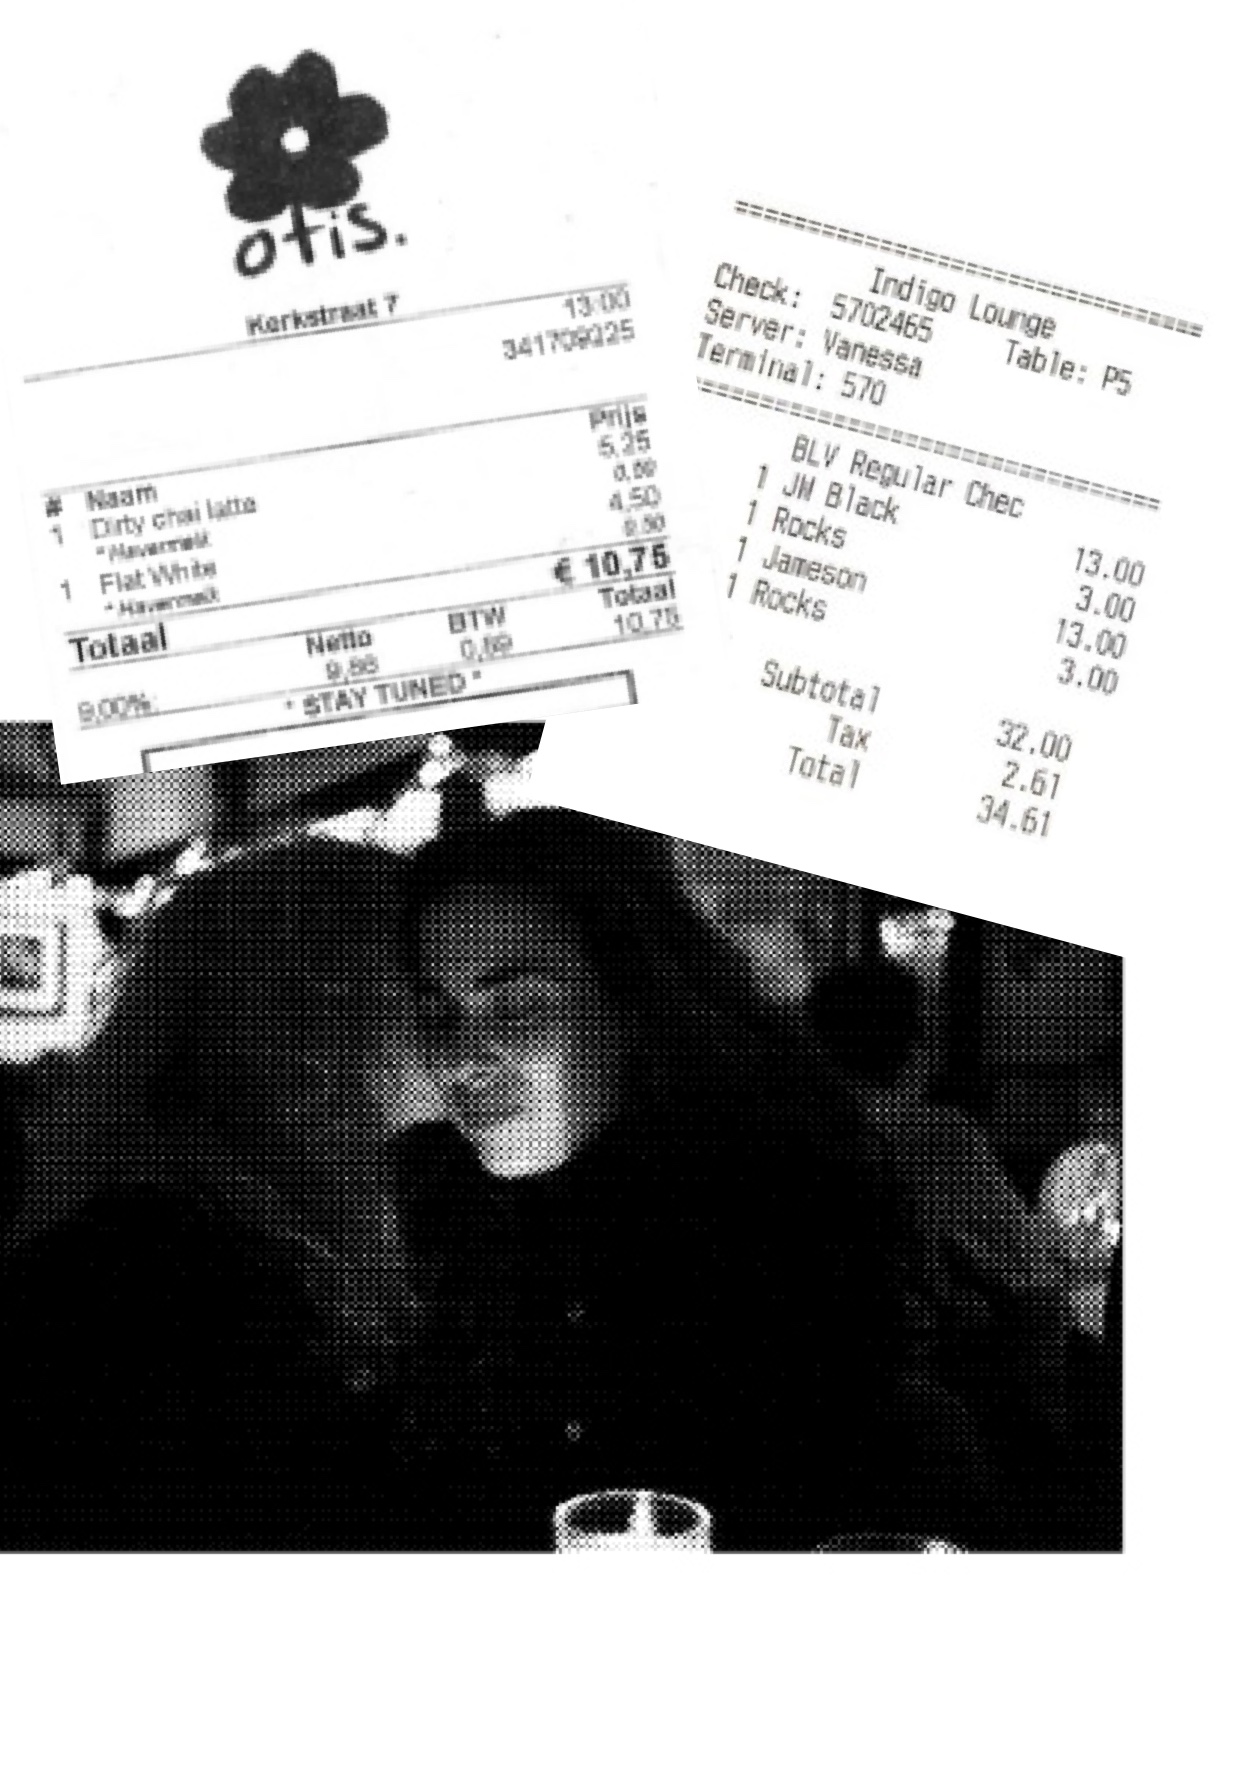 otis.
Kerkstraat 7
13:00
341709225
Prijs
# Naam 5,25
1 Dirty chai latte
*Havermelk
4,50
1 Flat White
*Havermelk
Totaal € 10,75
Netto BTW Totaal
9,00%: 9,86 0,89 10,75
* STAY TUNED *
Indigo Lounge
Check: 5702465 Table: P5
Server: Vanessa
Terminal: 570
BLV Regular Chec
1 JW Black 13.00
1 Rocks 3.00
1 Jameson 13.00
1 Rocks 3.00
Subtotal 32.00
Tax 2.61
Total 34.61